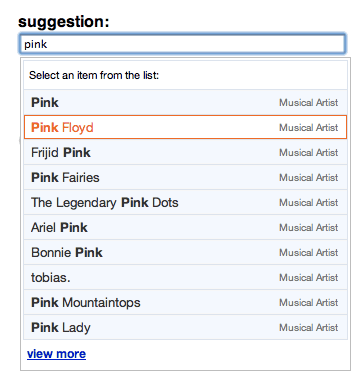 suggestion:
pink
Select an item from the list:
Pink Musical Artist
Pink Floyd Musical Artist
Frijid Pink Musical Artist
Pink Fairies Musical Artist
The Legendary Pink Dots Musical Artist
Ariel Pink Musical Artist
Bonnie Pink Musical Artist
tobias. Musical Artist
Pink Mountaintops Musical Artist
Pink Lady Musical Artist
view more